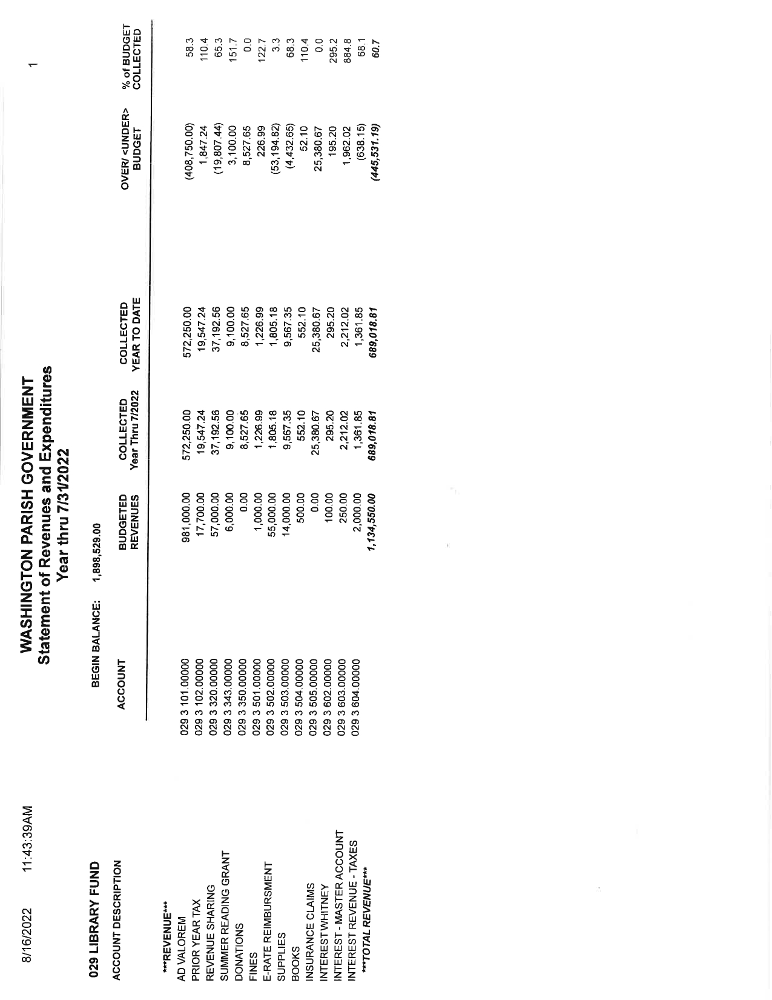 8/16/2022 11:43:39AM WASHINGTON PARISH GOVERNMENT 1
Statement of Revenues and Expenditures
Year thru 7/31/2022
029 LIBRARY FUND BEGIN BALANCE: 1,898,529.00
ACCOUNT DESCRIPTION ACCOUNT BUDGETED REVENUES COLLECTED Year Thru 7/2022 COLLECTED YEAR TO DATE OVER/ <UNDER> BUDGET % of BUDGET COLLECTED
***REVENUE***
AD VALOREM 029 3 101.00000 981,000.00 572,250.00 572,250.00 (408,750.00) 58.3
PRIOR YEAR TAX 029 3 102.00000 17,700.00 19,547.24 19,547.24 1,847.24 110.4
REVENUE SHARING 029 3 320.00000 57,000.00 37,192.56 37,192.56 (19,807.44) 65.3
SUMMER READING GRANT 029 3 343.00000 6,000.00 9,100.00 9,100.00 3,100.00 151.7
DONATIONS 029 3 350.00000 0.00 8,527.65 8,527.65 8,527.65 0.0
FINES 029 3 501.00000 1,000.00 1,226.99 1,226.99 226.99 122.7
E-RATE REIMBURSMENT 029 3 502.00000 55,000.00 1,805.18 1,805.18 (53,194.82) 3.3
SUPPLIES 029 3 503.00000 14,000.00 9,567.35 9,567.35 (4,432.65) 68.3
BOOKS 029 3 504.00000 500.00 552.10 552.10 52.10 110.4
INSURANCE CLAIMS 029 3 505.00000 0.00 25,380.67 25,380.67 25,380.67 0.0
INTEREST WHITNEY 029 3 602.00000 100.00 295.20 295.20 195.20 295.2
INTEREST - MASTER ACCOUNT 029 3 603.00000 250.00 2,212.02 2,212.02 1,962.02 884.8
INTEREST REVENUE - TAXES 029 3 604.00000 2,000.00 1,361.85 1,361.85 (638.15) 68.1
***TOTAL REVENUE*** 1,134,550.00 689,018.81 689,018.81 (445,531.19) 60.7